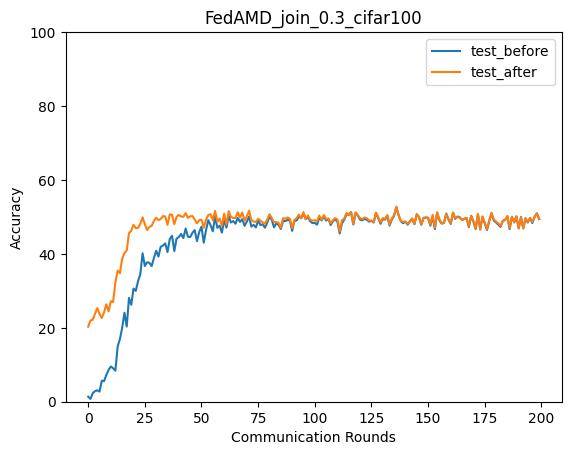 FedAMD_join_0.3_cifar100
100
80
60
40
20
0
Accuracy
test_before
test_after
0 25 50 75 100 125 150 175 200
Communication Rounds